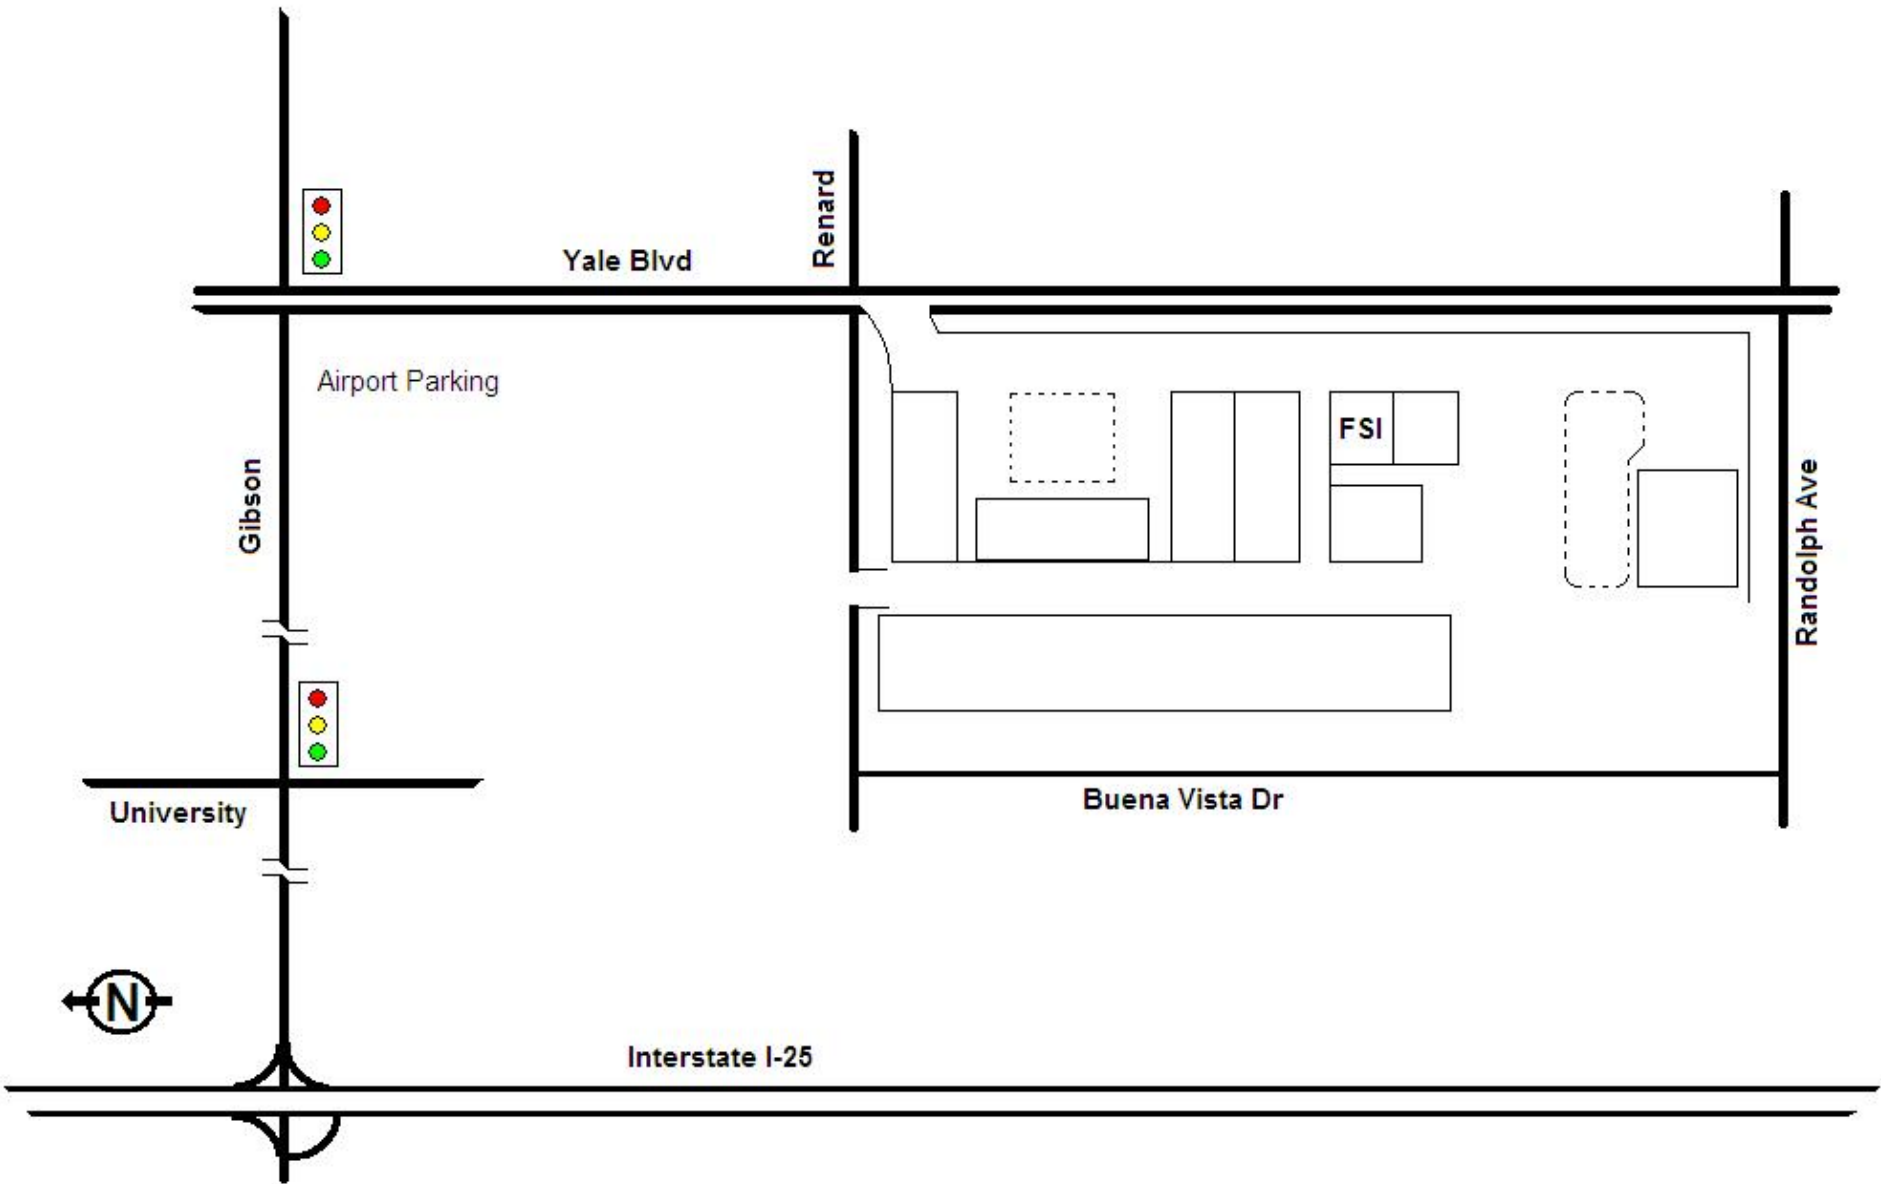 Renard
Yale Blvd
Airport Parking
FSI
Gibson
Randolph Ave
University
Buena Vista Dr
N
Interstate I-25